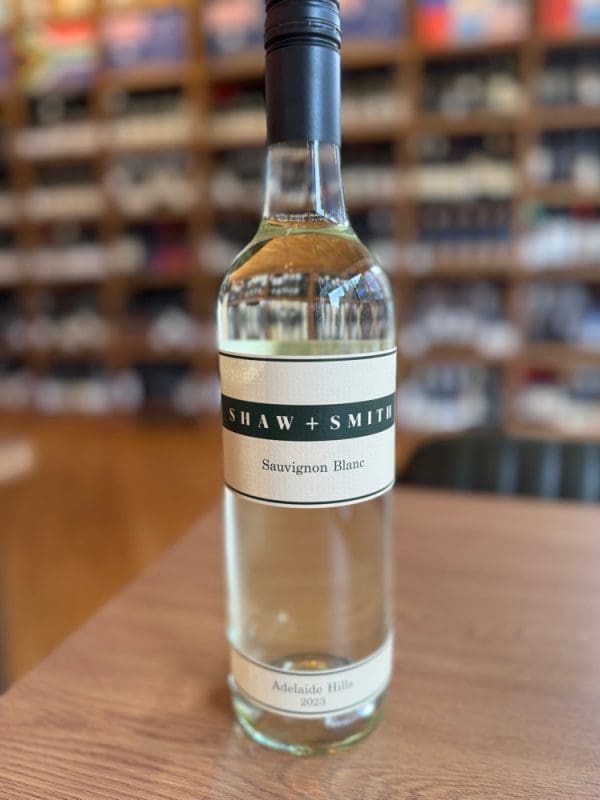 SHAW + SMITH
Sauvignon Blanc
Adelaide Hills
2023